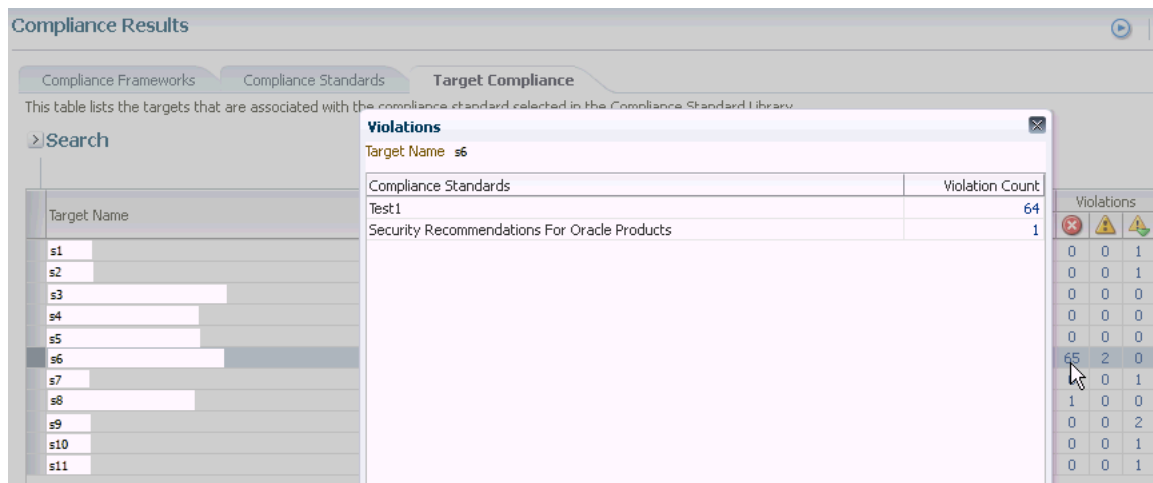 Compliance Results
Compliance Frameworks Compliance Standards Target Compliance
This table lists the targets that are associated with the compliance standard selected in the Compliance Standard Library
Search
Violations
Target Name s6
Compliance Standards Violation Count
Test1 64
Security Recommendations For Oracle Products 1
Target Name Violations
s1 0 0 1
s2 0 0 1
s3 0 0 0
s4 0 0 0
s5 0 0 0
s6 65 2 0
s7 0 1
s8 1 0 0
s9 0 0 2
s10 0 0 1
s11 0 0 1